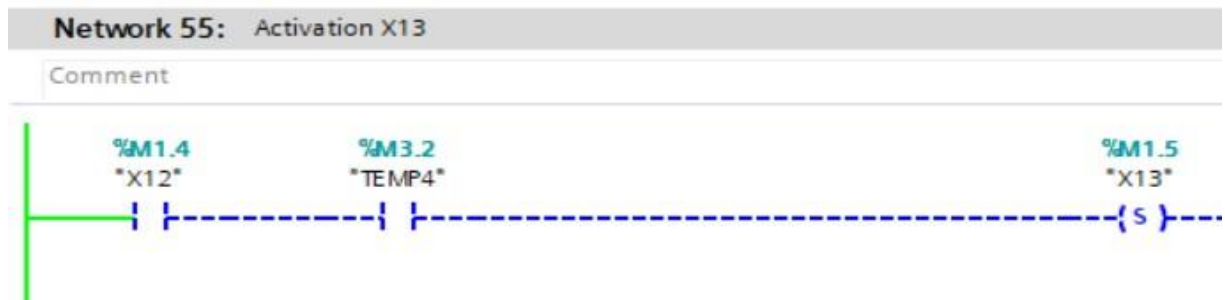 Network 55: Activation X13
Comment
%M1.4 %M3.2 %M1.5
"X12" "TEMP4" "X13"
S